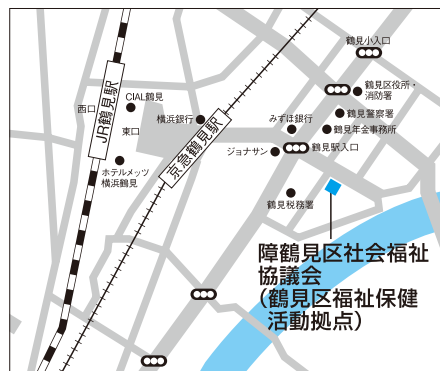 鶴見小入口
鶴見区役所・
消防署
CIAL鶴見
西口
東口
JR鶴見駅
横浜銀行
京急鶴見駅
みずほ銀行
鶴見警察署
鶴見年金事務所
鶴見駅入口
ジョナサン
ホテルメッツ
横浜鶴見
鶴見税務署
障鶴見区社会福祉
協議会
(鶴見区福祉保健
活動拠点)